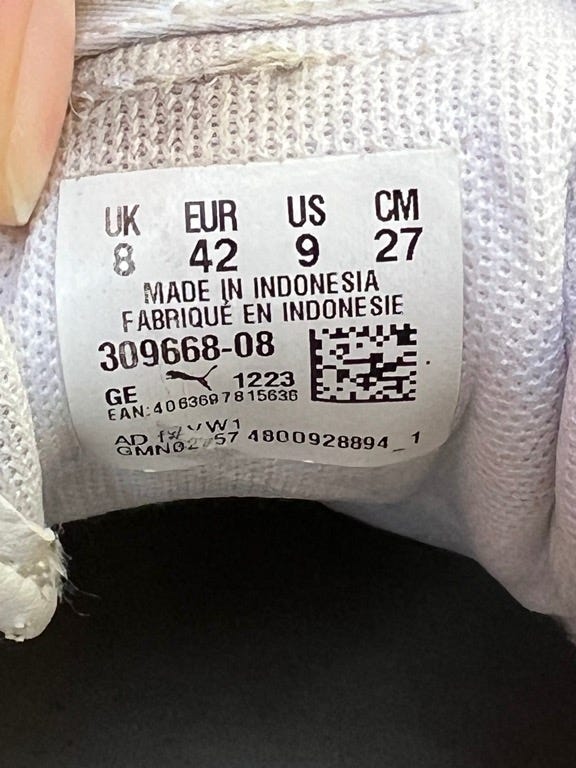 UK EUR US CM
8 42 9 27
MADE IN INDONESIA
FABRIQUÉ EN INDONESIE
309668-08
GE 1223
EAN:4063697815636
AD
4800928894_1